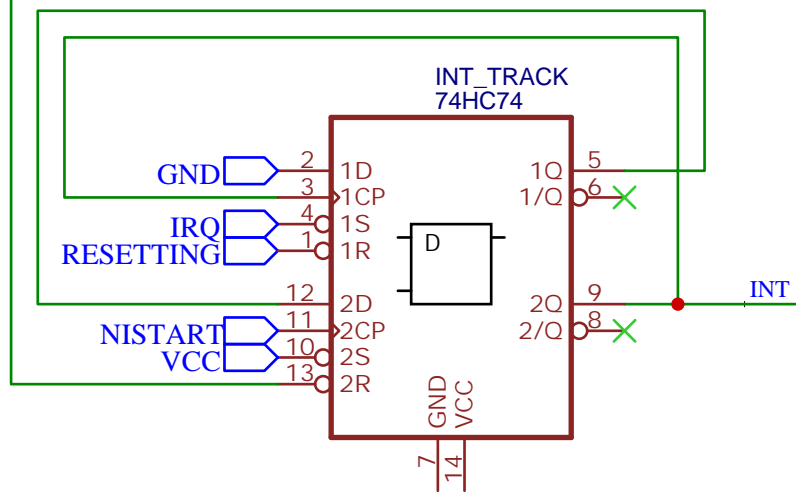 INT_TRACK
74HC74
GND 2 1D 1Q 5
3 1CP 1/Q 6
IRQ 4 1S
RESETTING 1 1R
D
12 2D 2Q 9 INT
NISTART 11 2CP 2/Q 8
VCC 10 2S
13 2R
GND VCC
7 14